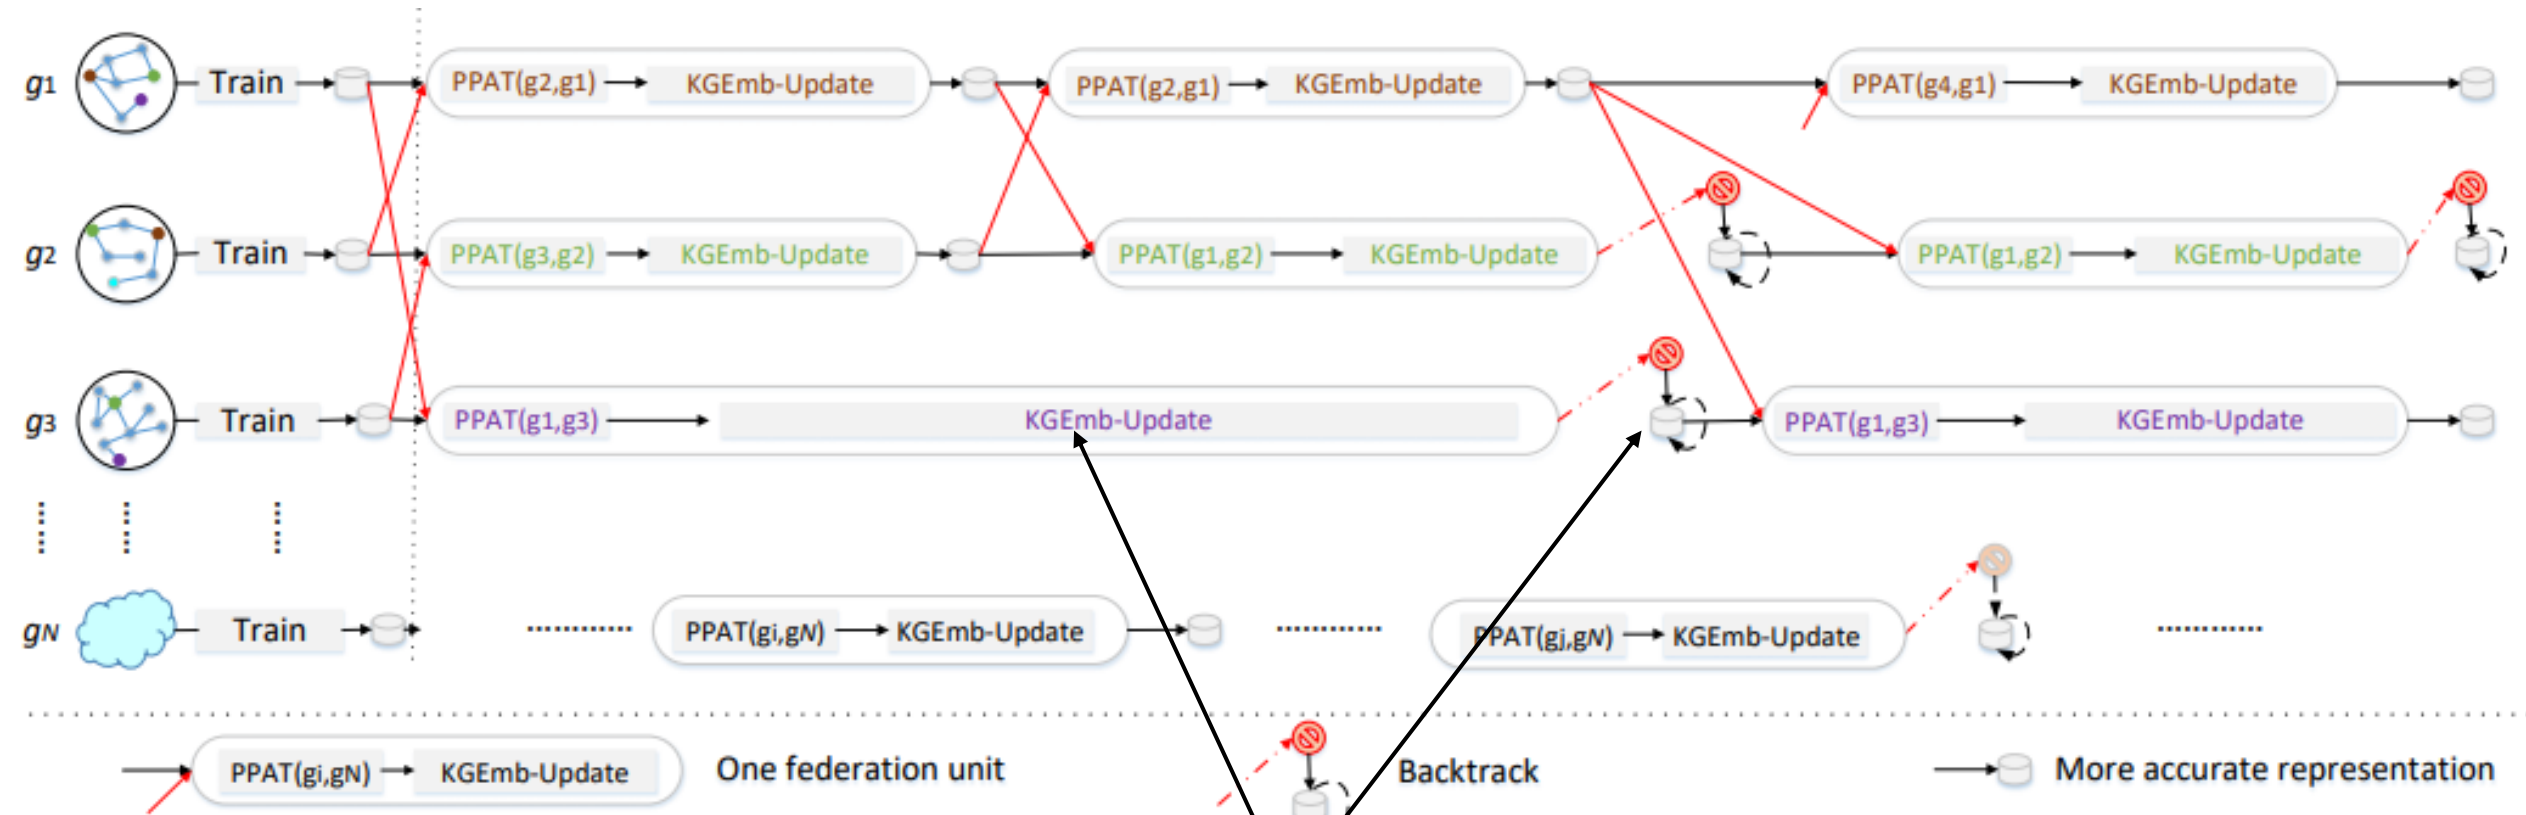 g1 Train PPAT(g2,g1) KGEmb-Update PPAT(g2,g1) KGEmb-Update PPAT(g4,g1) KGEmb-Update
g2 Train PPAT(g3,g2) KGEmb-Update PPAT(g1,g2) KGEmb-Update PPAT(g1,g2) KGEmb-Update
g3 Train PPAT(g1,g3) KGEmb-Update PPAT(g1,g3) KGEmb-Update
gN Train PPAT(gi,gN) KGEmb-Update PPAT(gj,gN) KGEmb-Update
PPAT(gi,gN) KGEmb-Update One federation unit Backtrack More accurate representation